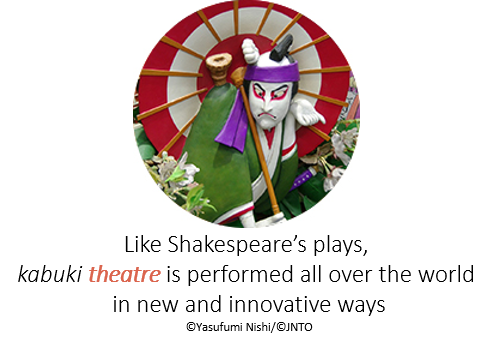 Like Shakespeare’s plays,
kabuki theatre is performed all over the world
in new and innovative ways
©Yasufumi Nishi/©JNTO